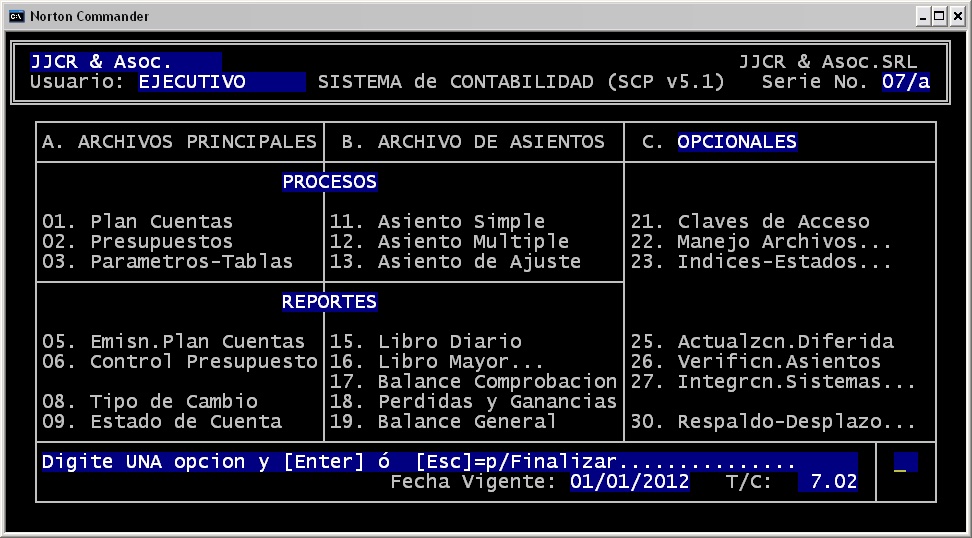 Norton Commander
JJCR & Asoc. JJCR & Asoc.SRL
Usuario: EJECUTIVO SISTEMA de CONTABILIDAD (SCP v5.1) Serie No. 07/a
A. ARCHIVOS PRINCIPALES B. ARCHIVO DE ASIENTOS C. OPCIONALES
PROCESOS
01. Plan Cuentas 11. Asiento Simple 21. Claves de Acceso
02. Presupuestos 12. Asiento Multiple 22. Manejo Archivos...
03. Parametros-Tablas 13. Asiento de Ajuste 23. Indices-Estados...
REPORTES
05. Emisn.Plan Cuentas 15. Libro Diario 25. Actualzcn.Diferida
06. Control Presupuesto 16. Libro Mayor... 26. Verificn.Asientos
17. Balance Comprobacion 27. Integrcn.Sistemas...
08. Tipo de Cambio 18. Perdidas y Ganancias
09. Estado de Cuenta 19. Balance General 30. Respaldo-Desplazo...
Digite UNA opcion y [Enter] ó [Esc]=p/Finalizar............... _
Fecha Vigente: 01/01/2012 T/C: 7.02